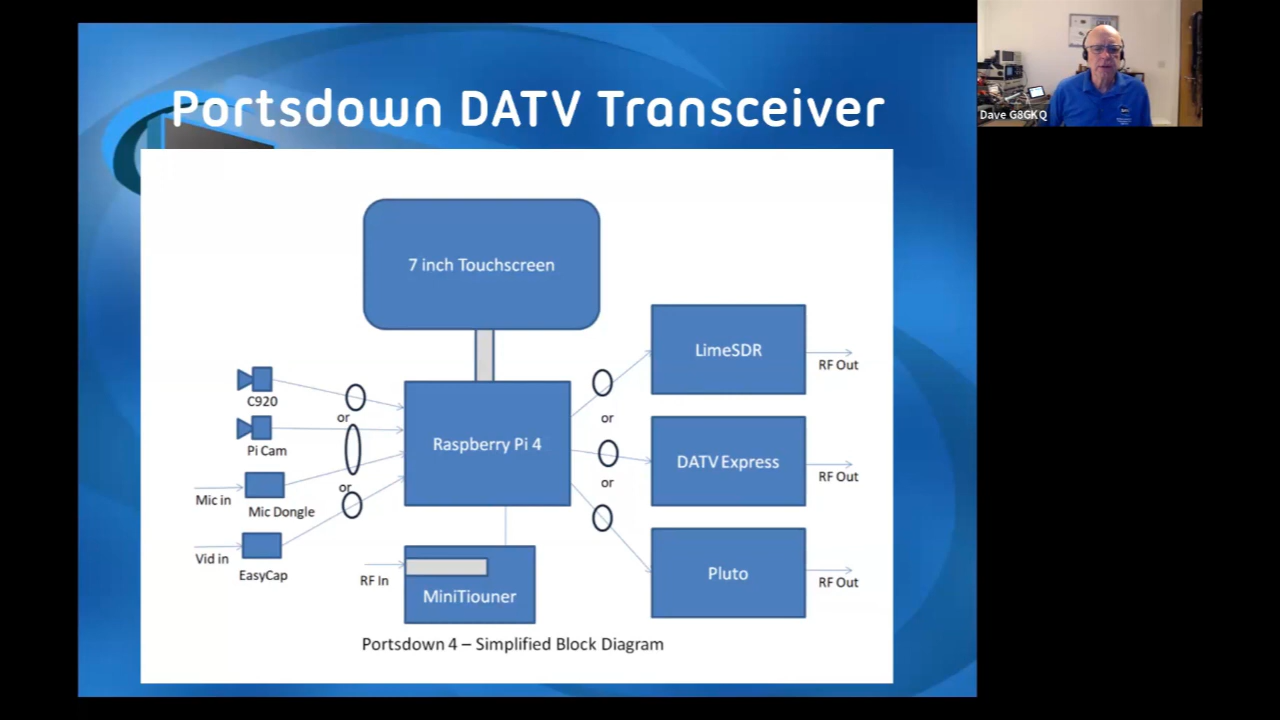 Portsdown DATV Transceiver
Dave G8GKQ
7 inch Touchscreen
C920
or
Pi Cam
Mic in
Mic Dongle
or
Vid in
EasyCap
Raspberry Pi 4
or
or
LimeSDR
RF Out
DATV Express
RF Out
Pluto
RF Out
RF In
MiniTiouner
Portsdown 4 – Simplified Block Diagram